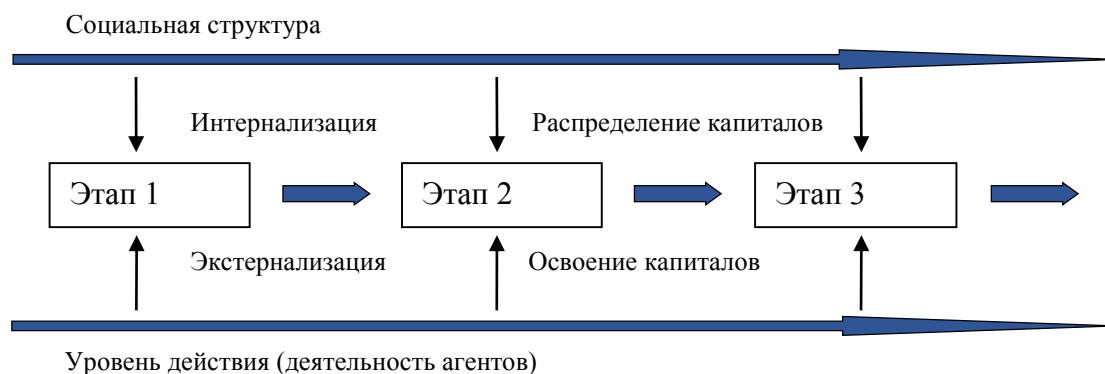 Социальная структура
Интернализация
Распределение капиталов
Этап 1
Этап 2
Этап 3
Экстернализация
Освоение капиталов
Уровень действия (деятельность агентов)